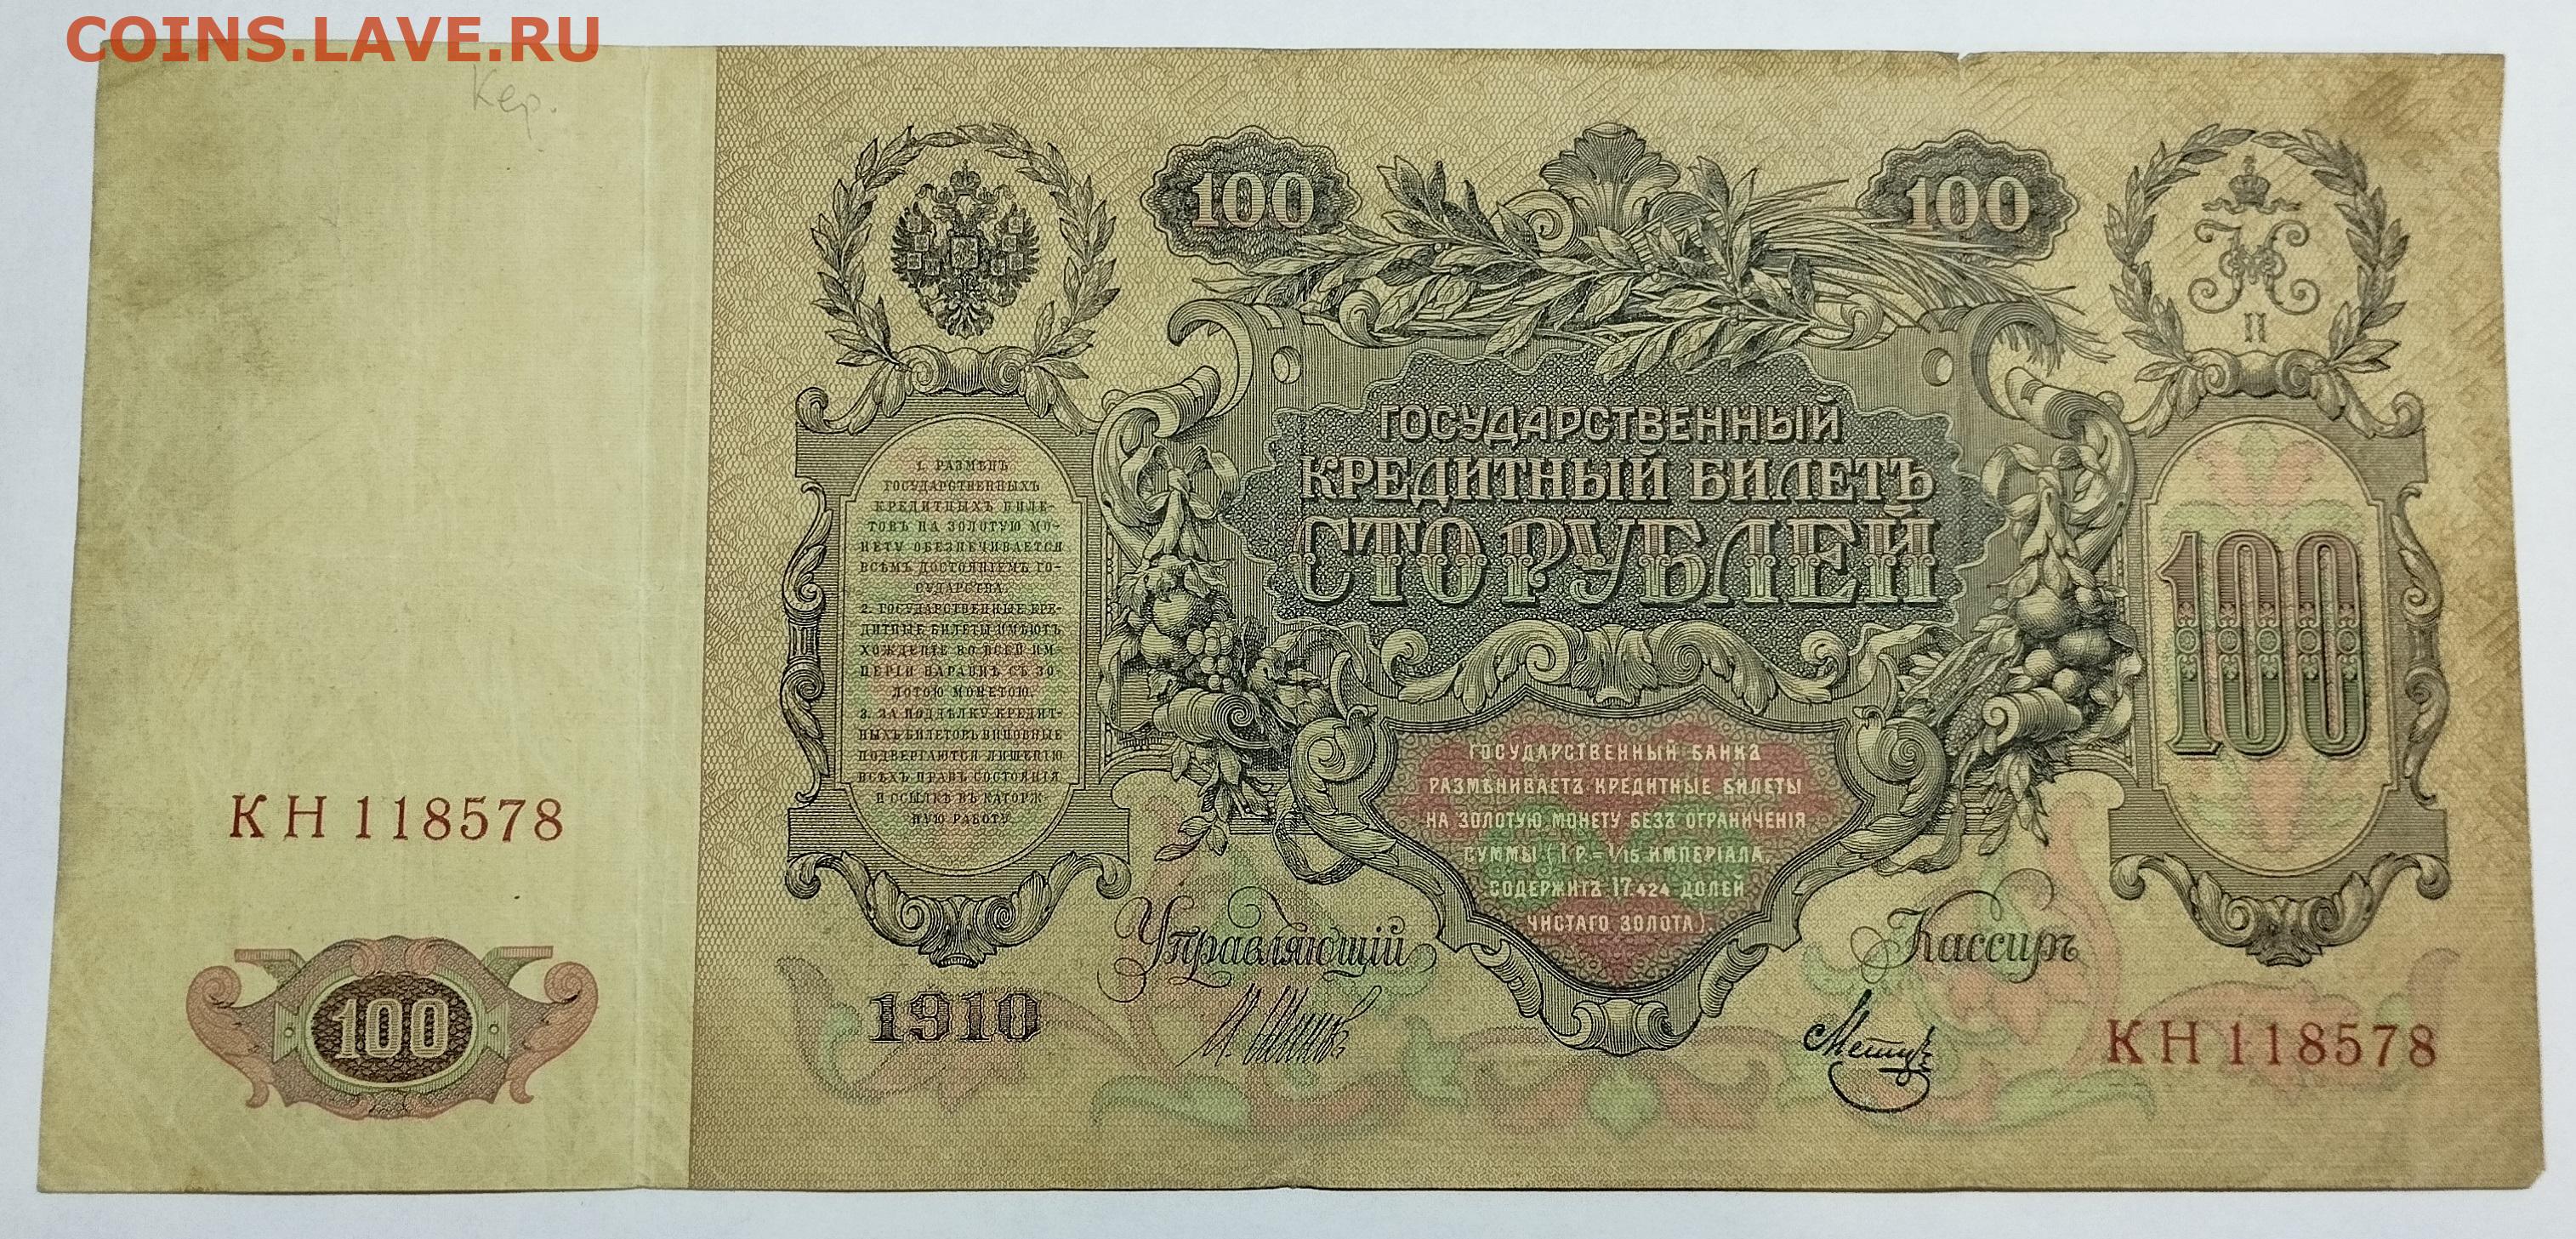 COINS.LAVE.RU
Кер.
100
100
II
ГОСУДАРСТВЕННЫЙ
КРЕДИТНЫЙ БИЛЕТЪ
СТО РУБЛЕЙ
1. РАЗМѢНЪ
ГОСУДАРСТВЕННЫХЪ
КРЕДИТНЫХЪ БИЛЕ-
ТОВЪ НА ЗОЛОТУЮ МО-
НЕТУ ОБЕЗПЕЧИВАЕТСЯ
ВСѢМЪ ДОСТОЯНІЕМЪ ГО-
СУДАРСТВА.
2. ГОСУДАРСТВЕННЫЕ КРЕ-
ДИТНЫЕ БИЛЕТЫ ИМѢЮТЪ
ХОЖДЕНІЕ ВО ВСЕЙ ИМ-
ПЕРІИ НАРАВНѢ СЪ ЗО-
ЛОТОЮ МОНЕТОЮ.
3. ЗА ПОДДѢЛКУ КРЕДИТ-
НЫХЪ БИЛЕТОВЪ ВИНОВНЫЕ
ПОДВЕРГАЮТСЯ ЛИШЕНІЮ
ВСѢХЪ ПРАВЪ СОСТОЯНІЯ
И ССЫЛКѢ ВЪ КАТОРЖ-
НУЮ РАБОТУ.
100
ГОСУДАРСТВЕННЫЙ БАНКЪ
РАЗМѢНИВАЕТЪ КРЕДИТНЫЕ БИЛЕТЫ
НА ЗОЛОТУЮ МОНЕТУ БЕЗЪ ОГРАНИЧЕНІЯ
СУММЫ (1 Р. = 1/15 ИМПЕРІАЛА,
СОДЕРЖИТЪ 17,424 ДОЛЕЙ
ЧИСТАГО ЗОЛОТА).
КН 118578
Управляющій
Кассиръ
1910
И. Шиповъ
КН 118578
100